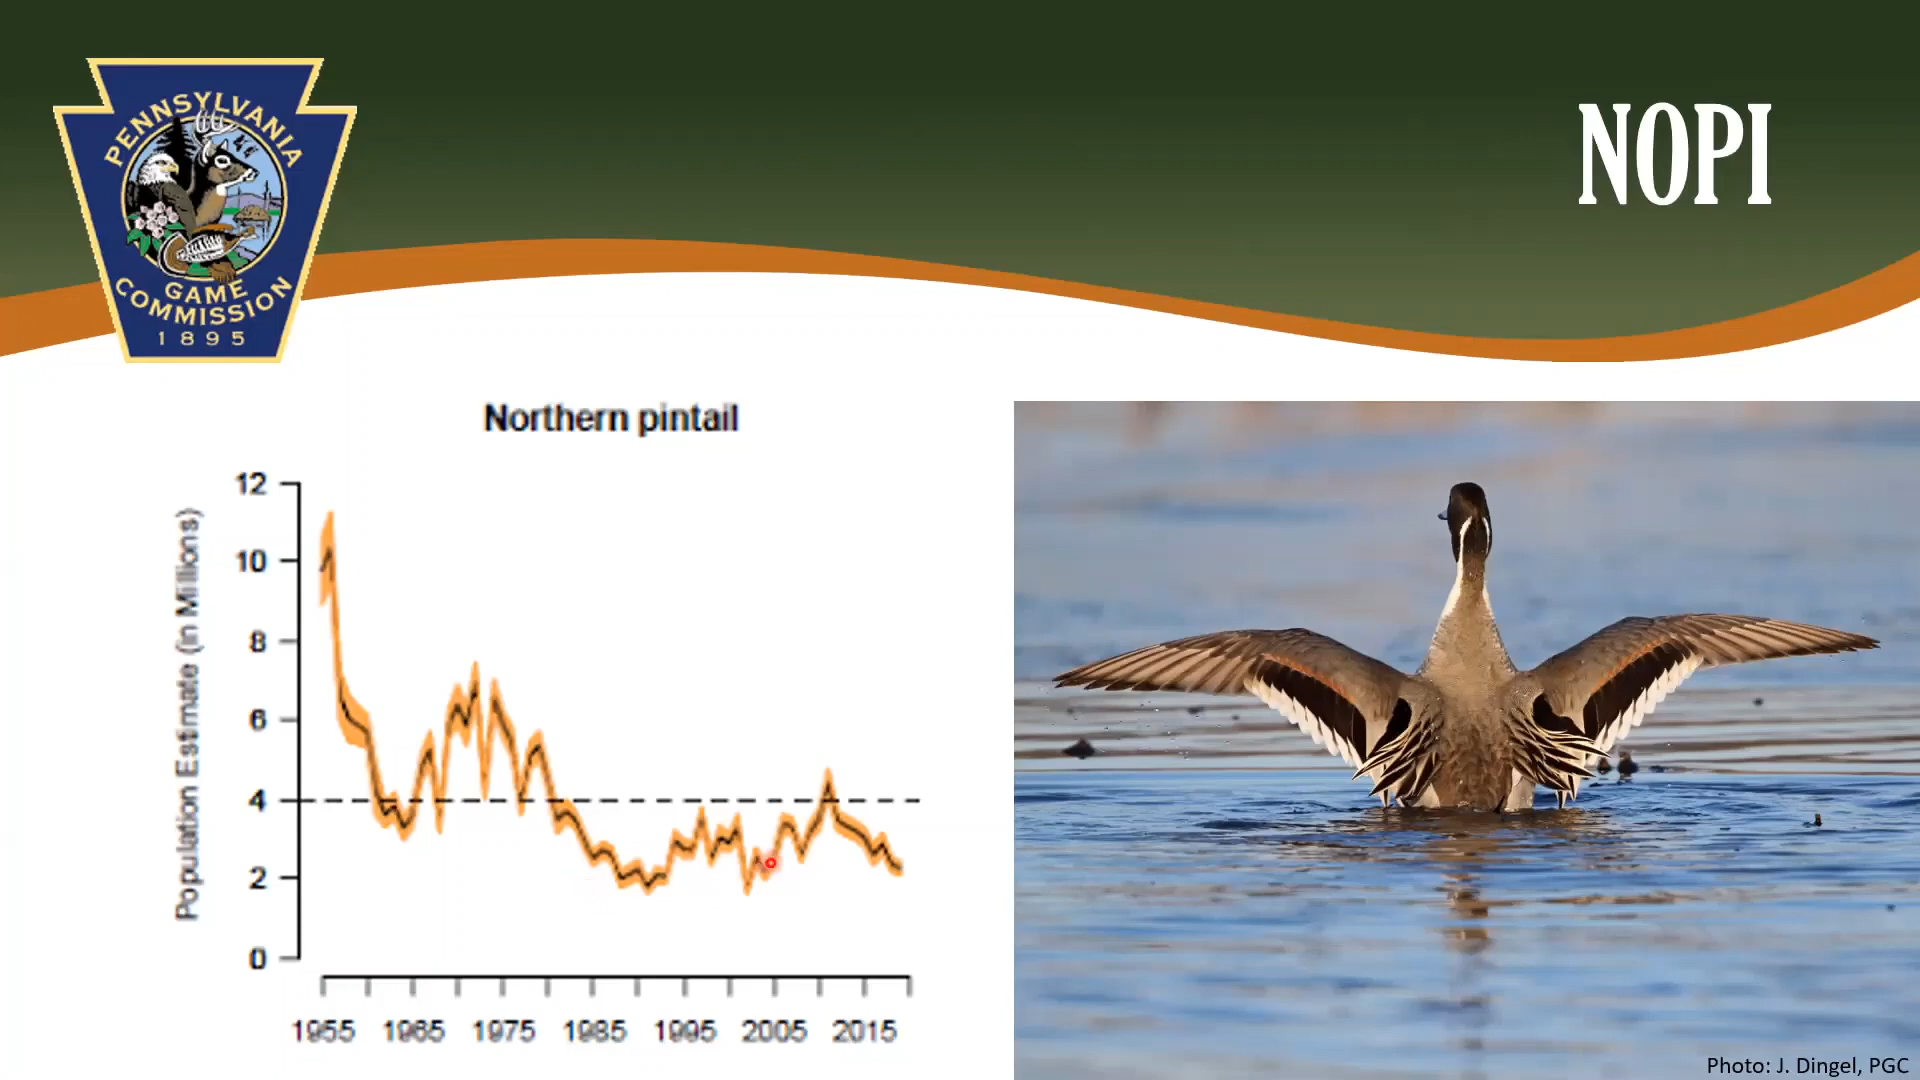 PENNSYLVANIA
GAME
COMMISSION
1895
NOPI
Northern pintail
Population Estimate (in Millions)
12
10
8
6
4
2
0
1955 1965 1975 1985 1995 2005 2015
Photo: J. Dingel, PGC